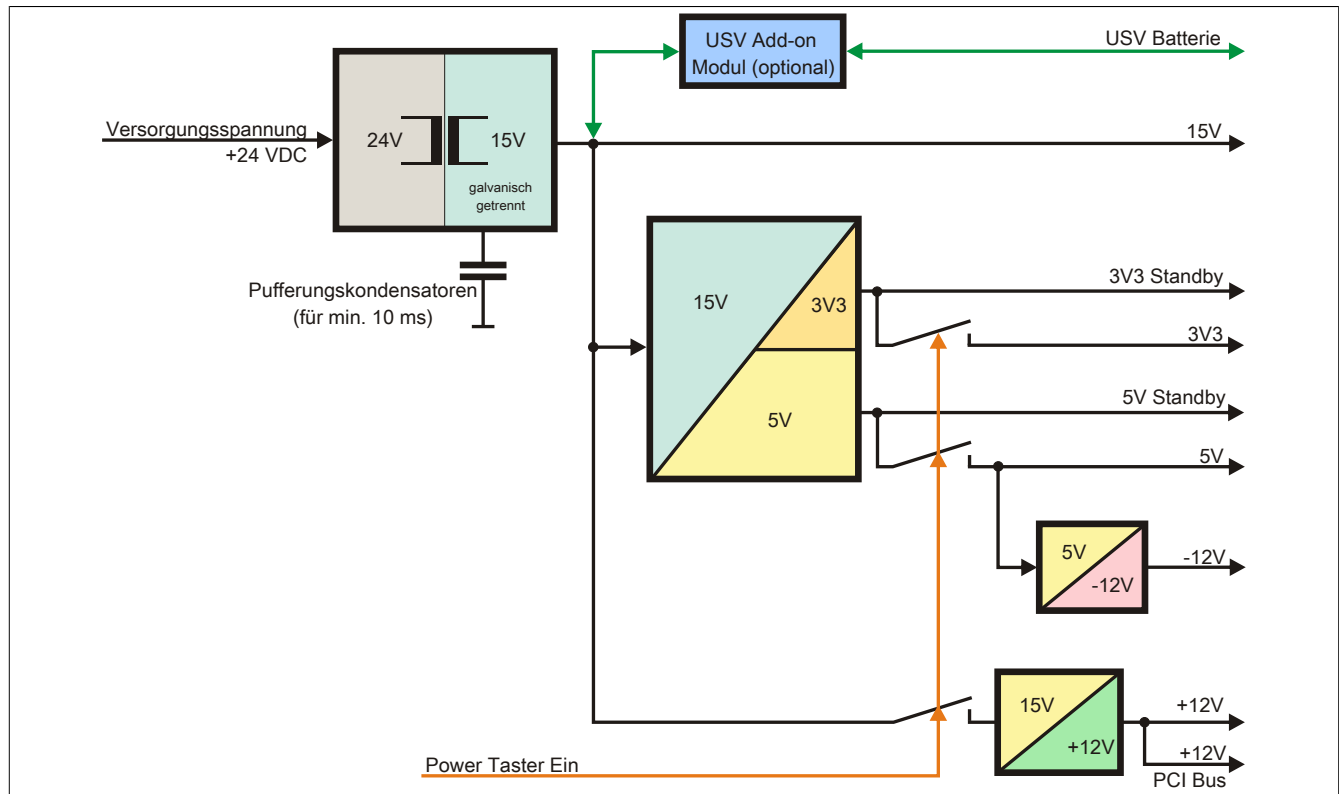 USV Add-on
Modul (optional)
USV Batterie
Versorgungsspannung
+24 VDC
24V
15V
galvanisch
getrennt
15V
Pufferungskondensatoren
(für min. 10 ms)
15V
3V3
5V
3V3 Standby
3V3
5V Standby
5V
5V
-12V
-12V
15V
+12V
+12V
+12V
PCI Bus
Power Taster Ein